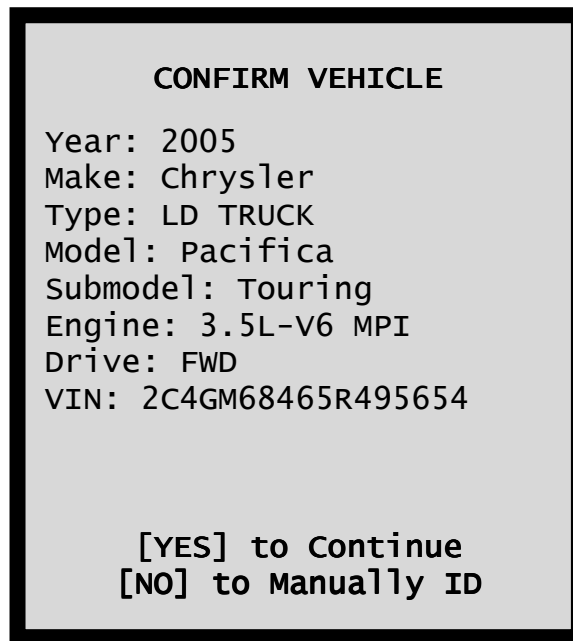 CONFIRM VEHICLE
Year: 2005
Make: Chrysler
Type: LD TRUCK
Model: Pacifica
Submodel: Touring
Engine: 3.5L-V6 MPI
Drive: FWD
VIN: 2C4GM68465R495654
[YES] to Continue
[NO] to Manually ID